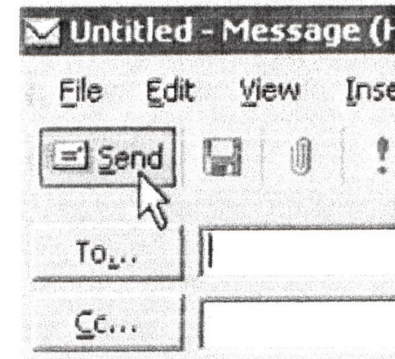 Untitled - Message (H
File Edit View Inse
Send
To...
Cc...